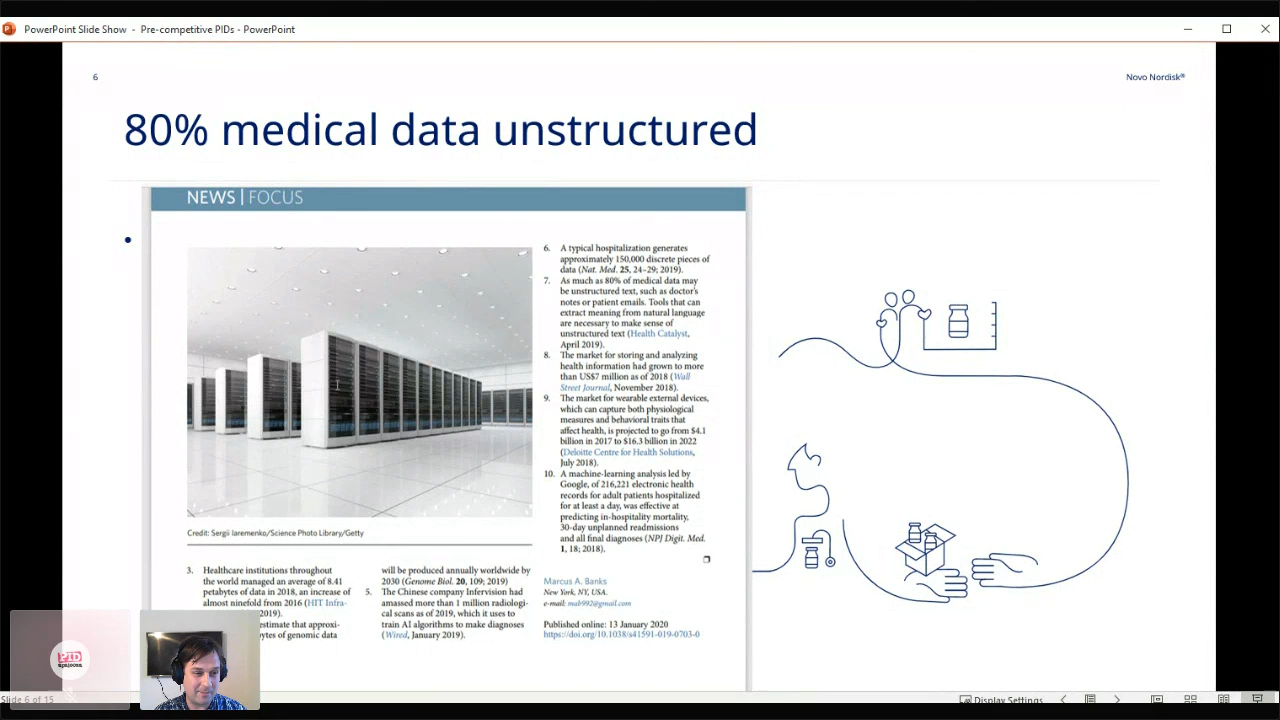 PowerPoint Slide Show - Pre-competitive PIDs - PowerPoint
6
Novo Nordisk®
80% medical data unstructured
NEWS | FOCUS
Credit: Sergii Iaremenko/Science Photo Library/Getty
3. Healthcare institutions throughout
the world managed an average of 8.41
petabytes of data in 2018, an increase of
almost ninefold from 2016 (HIT Infra-
2019).
estimate that approxi-
bytes of genomic data
will be produced annually worldwide by
2030 (Genome Biol. 20, 109; 2019)
5. The Chinese company Infervision had
amassed more than 1 million radiologi-
cal scans as of 2019, which it uses to
train AI algorithms to make diagnoses
(Wired, January 2019).
6. A typical hospitalization generates
approximately 150,000 discrete pieces of
data (Nat. Med. 25, 24–29; 2019).
7. As much as 80% of medical data may
be unstructured text, such as doctor's
notes or patient emails. Tools that can
extract meaning from natural language
are necessary to make sense of
unstructured text (Health Catalyst,
April 2019).
8. The market for storing and analyzing
health information had grown to more
than US$7 million as of 2018 (Wall
Street Journal, November 2018).
9. The market for wearable external devices,
which can capture both physiological
measures and behavioral traits that
affect health, is projected to go from $4.1
billion in 2017 to $16.3 billion in 2022
(Deloitte Centre for Health Solutions,
July 2018).
10. A machine-learning analysis led by
Google, of 216,221 electronic health
records for adult patients hospitalized
for at least a day, was effective at
predicting in-hospitality mortality,
30-day unplanned readmissions
and all final diagnoses (NPJ Digit. Med.
1, 18; 2018).
Marcus A. Banks
New York, NY, USA.
e-mail: mab992@gmail.com
Published online: 13 January 2020
https://doi.org/10.1038/s41591-019-0703-0
PID
apalooza
Slide 6 of 15
Display Settings